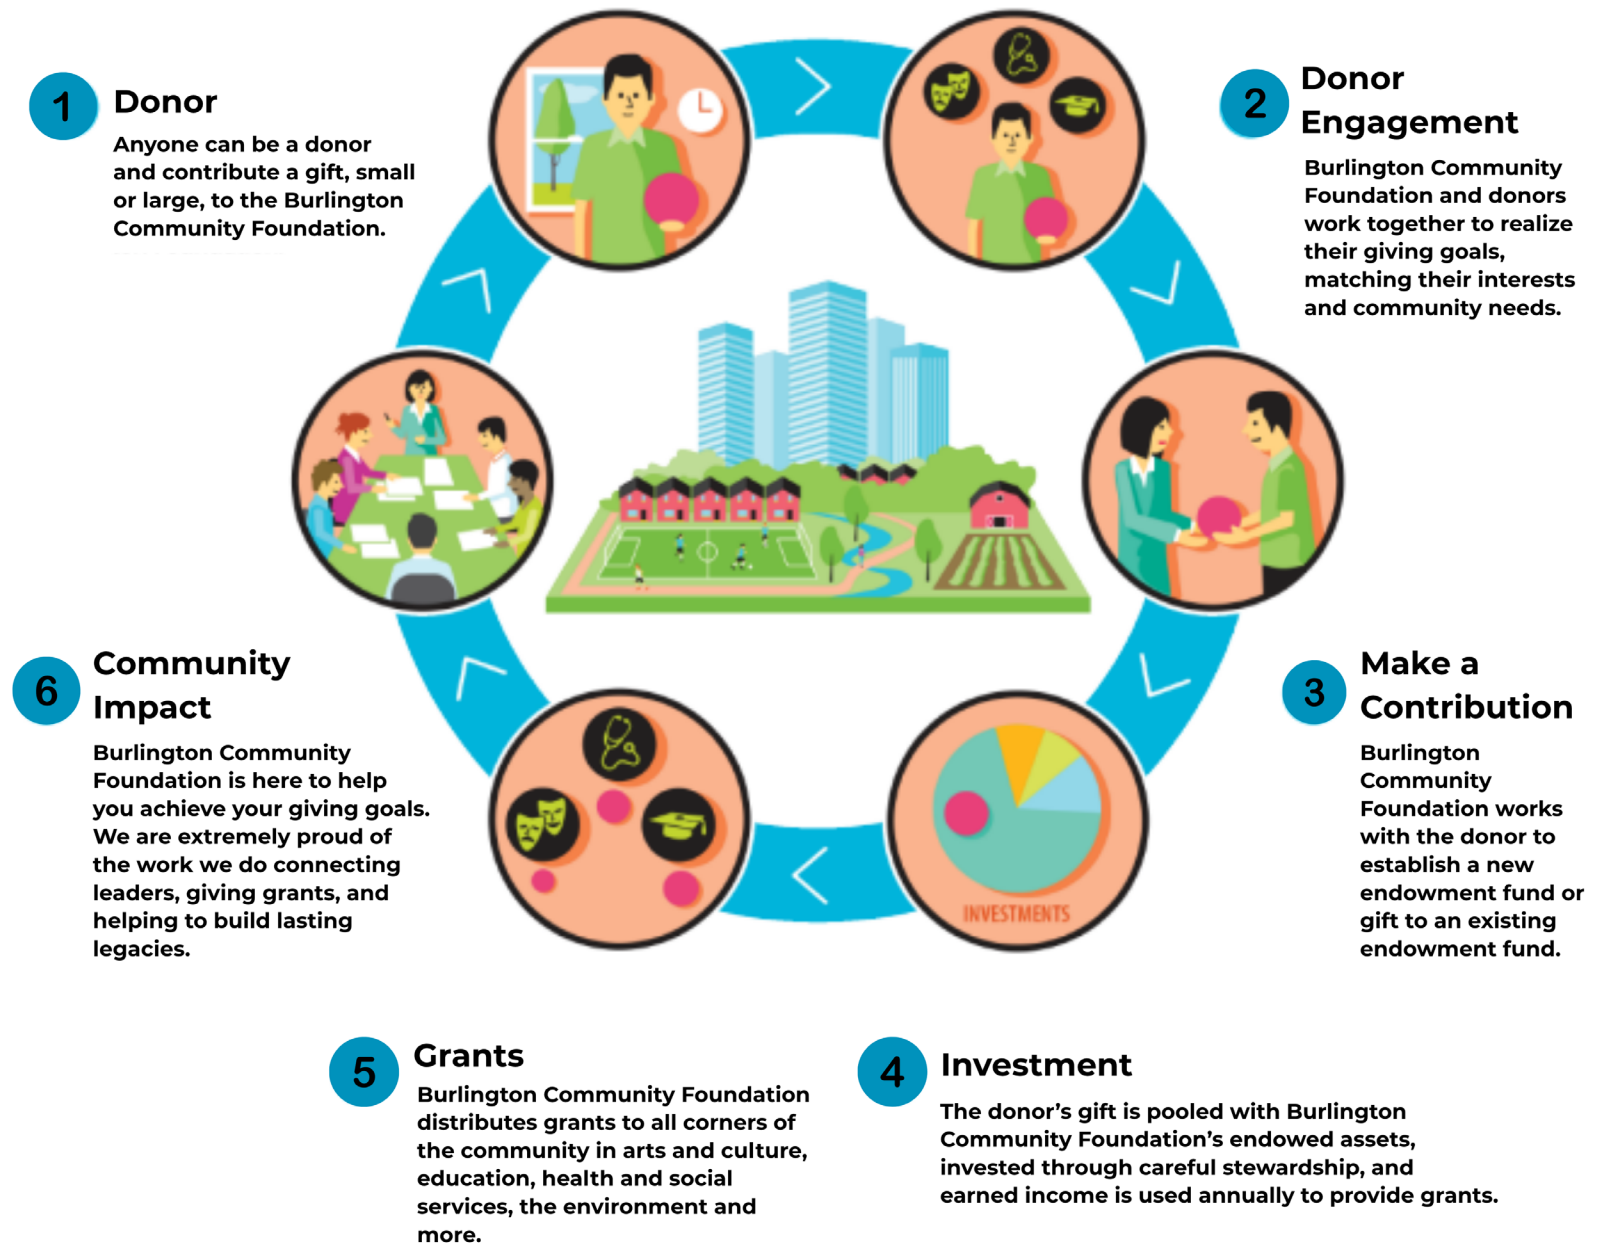 1
Donor
Anyone can be a donor
and contribute a gift, small
or large, to the Burlington
Community Foundation.
2
Donor
Engagement
Burlington Community
Foundation and donors
work together to realize
their giving goals,
matching their interests
and community needs.
3
Make a
Contribution
Burlington
Community
Foundation works
with the donor to
establish a new
endowment fund or
gift to an existing
endowment fund.
INVESTMENTS
4
Investment
The donor’s gift is pooled with Burlington
Community Foundation’s endowed assets,
invested through careful stewardship, and
earned income is used annually to provide grants.
5
Grants
Burlington Community Foundation
distributes grants to all corners of
the community in arts and culture,
education, health and social
services, the environment and
more.
6
Community
Impact
Burlington Community
Foundation is here to help
you achieve your giving goals.
We are extremely proud of
the work we do connecting
leaders, giving grants, and
helping to build lasting
legacies.